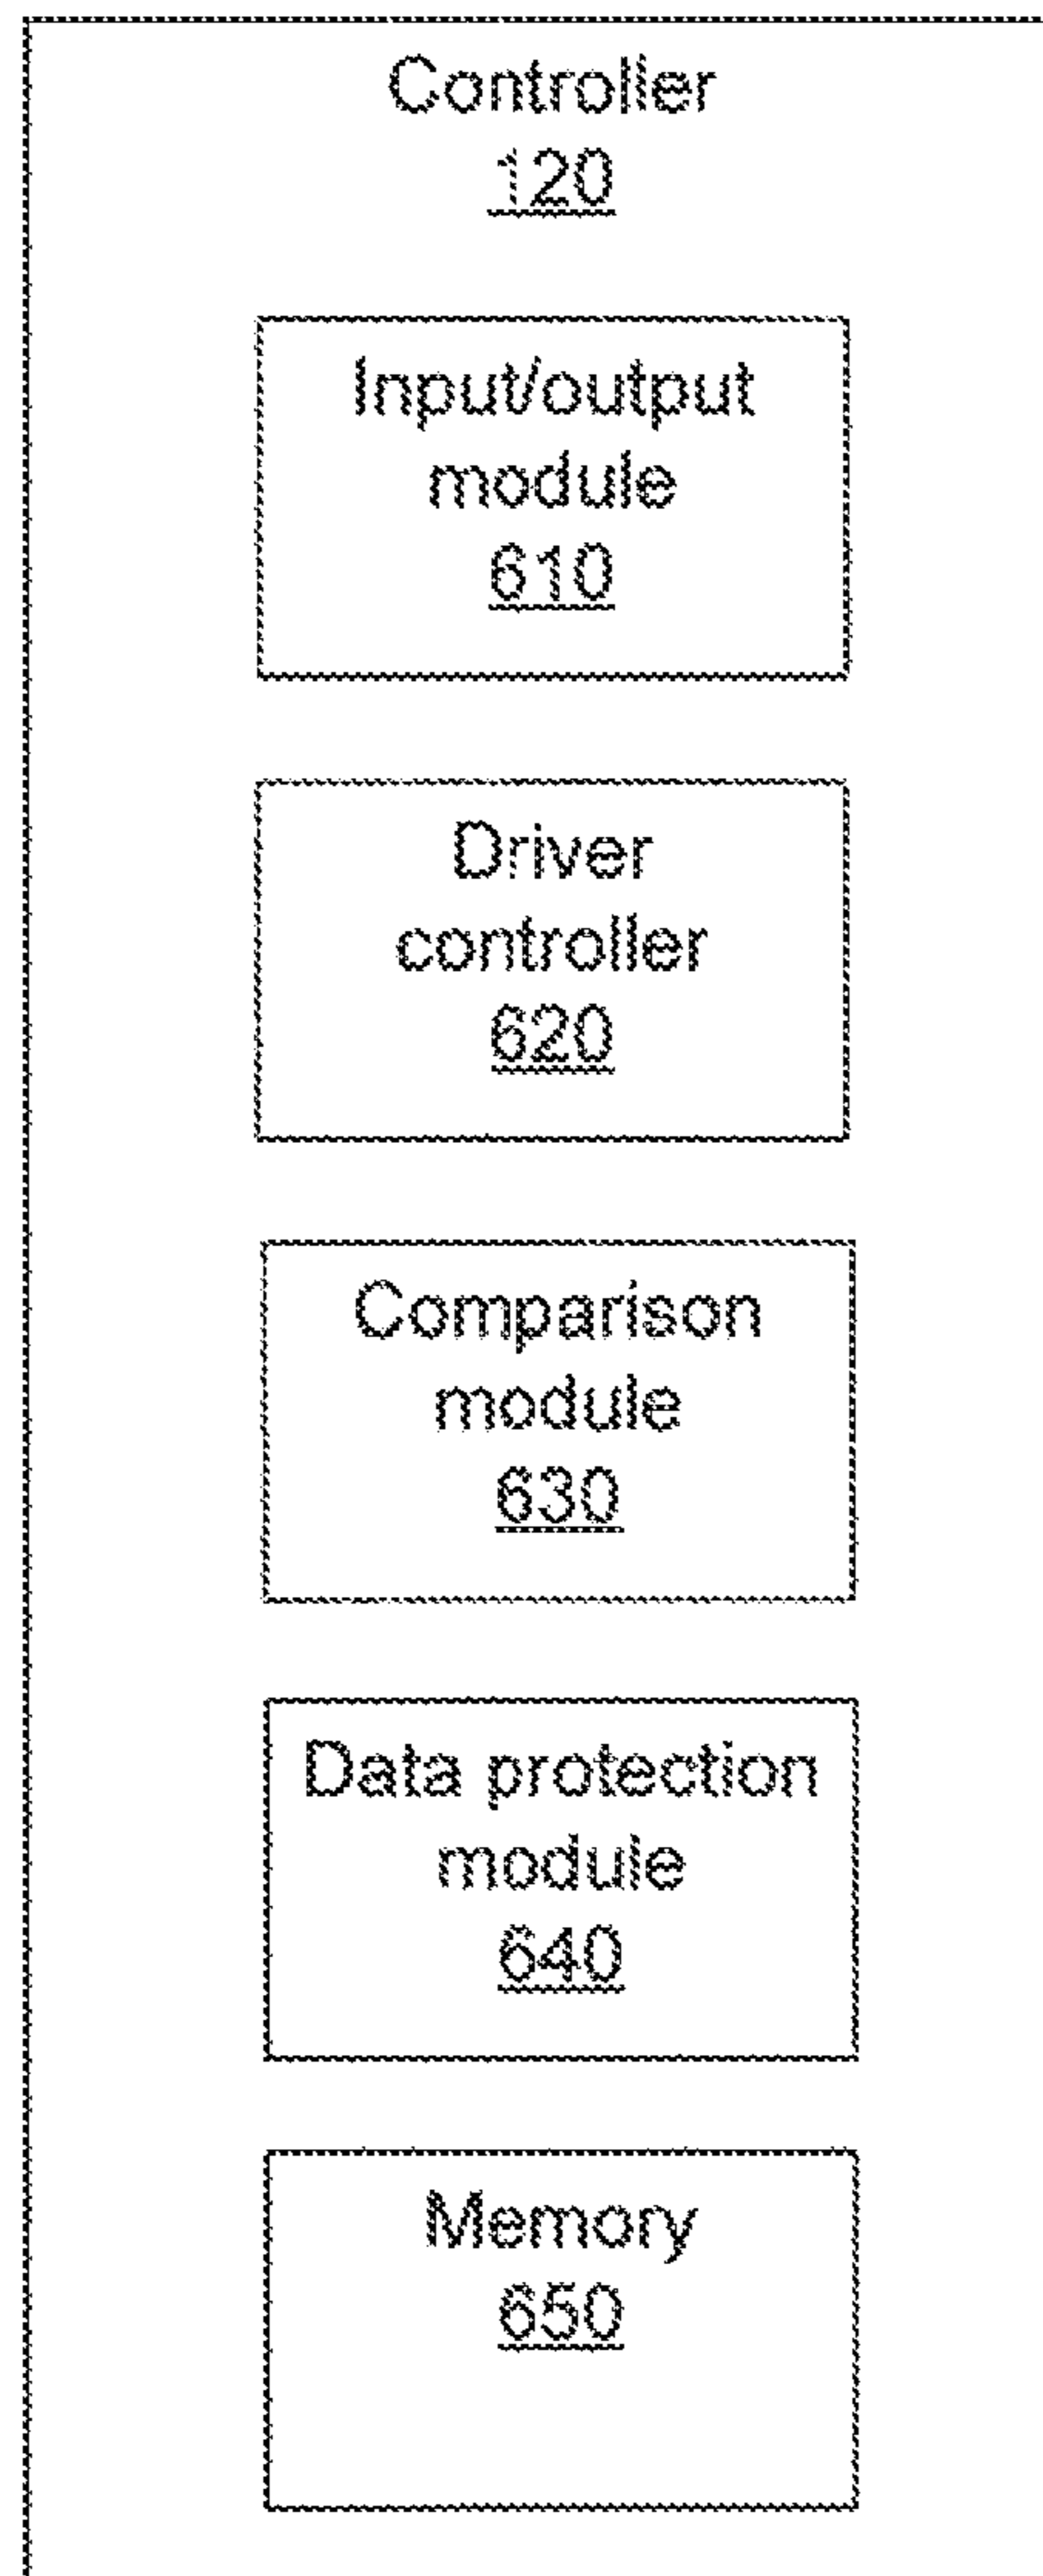 Controller
120
Input/output
module
610
Driver
controller
620
Comparison
module
630
Data protection
module
640
Memory
650